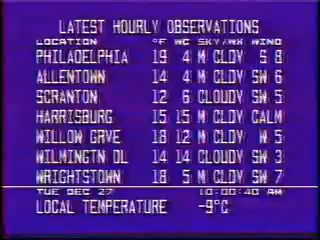 LATEST HOURLY OBSERVATIONS
LOCATION °F WC SKY/WX WIND
PHILADELPHIA 19 4 M CLDY S 8
ALLENTOWN 14 4 M CLDY SW 6
SCRANTON 12 6 CLOUDY SW 5
HARRISBURG 15 15 M CLDY CALM
WILLOW GRVE 18 12 M CLDY W 5
WILMINGTN DL 14 14 CLOUDY SW 3
WRIGHTSTOWN 18 5 M CLDY SW 7
TUE DEC 27 10:00:40 AM
LOCAL TEMPERATURE -9°C